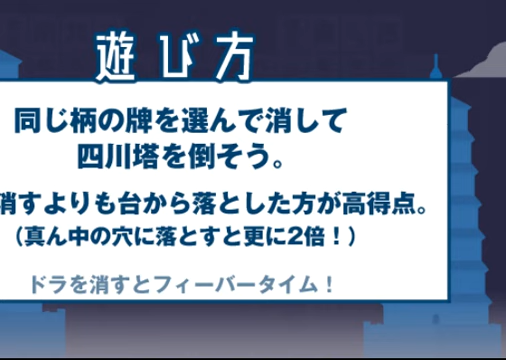 遊び方
同じ柄の牌を選んで消して
四川塔を倒そう。
消すよりも台から落とした方が高得点。
（真ん中の穴に落とすと更に2倍！）
ドラを消すとフィーバータイム！